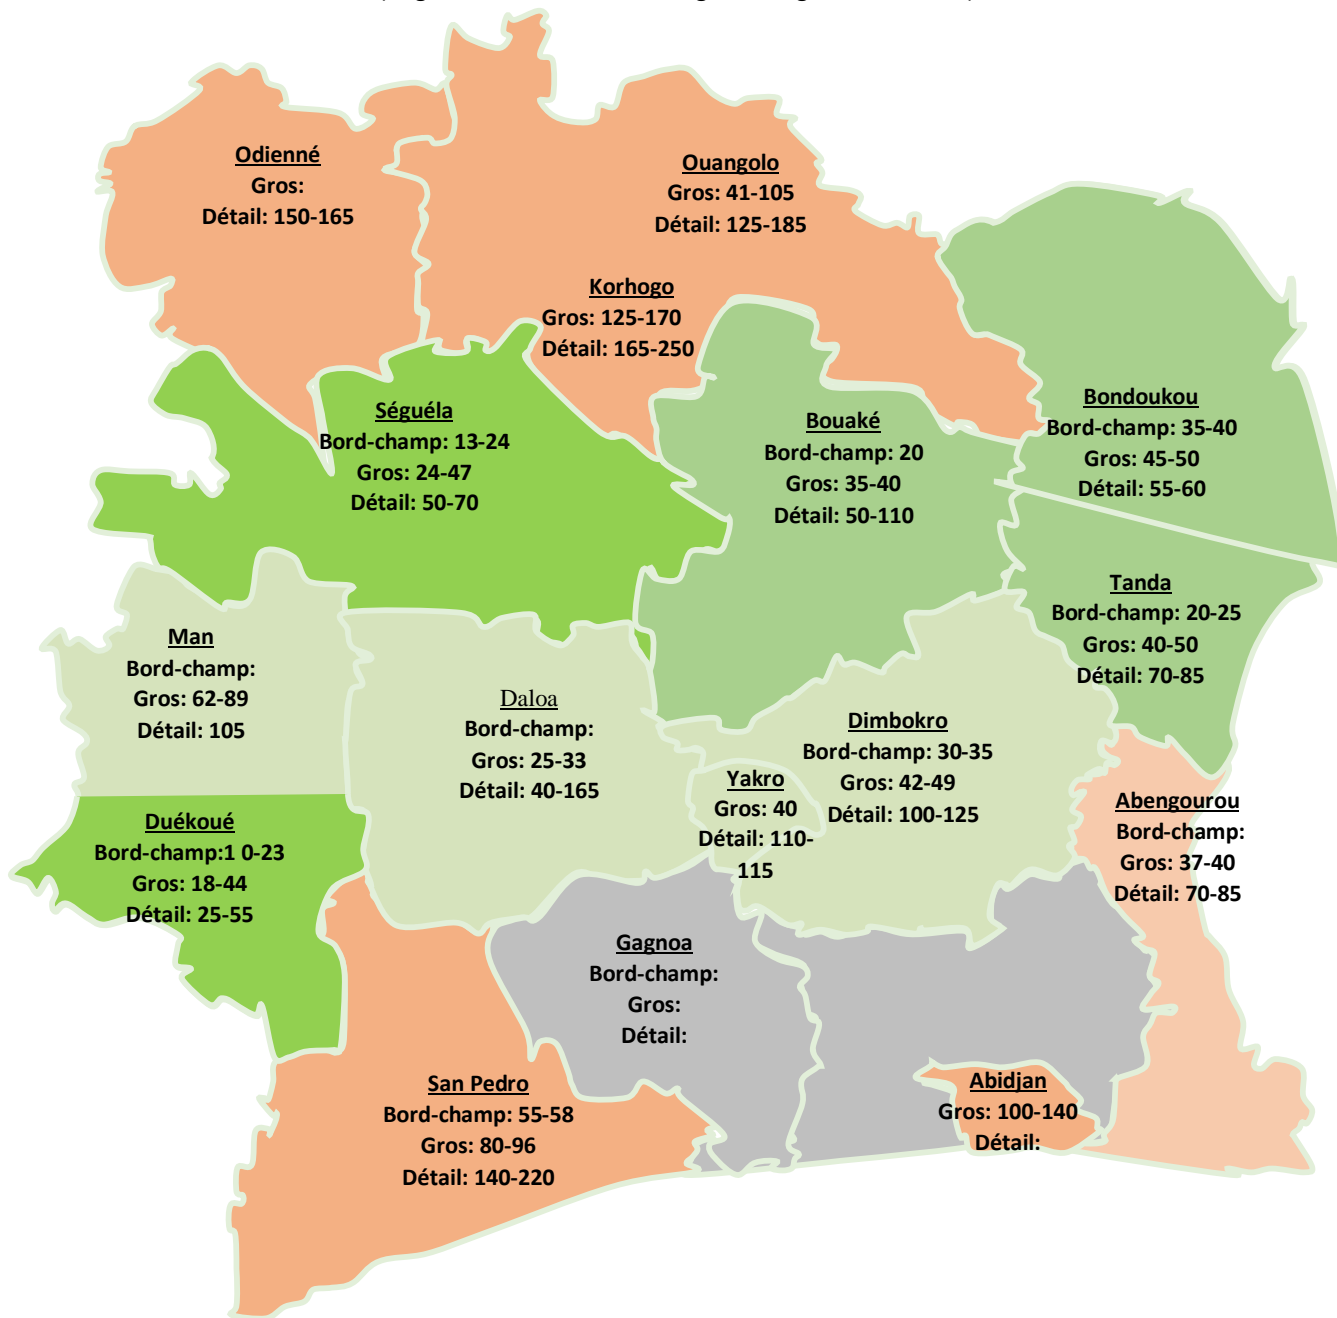 Odienné
Gros:
Détail: 150-165
Ouangolo
Gros: 41-105
Détail: 125-185
Korhogo
Gros: 125-170
Détail: 165-250
Séguéla
Bord-champ: 13-24
Gros: 24-47
Détail: 50-70
Bouaké
Bord-champ: 20
Gros: 35-40
Détail: 50-110
Bondoukou
Bord-champ: 35-40
Gros: 45-50
Détail: 55-60
Tanda
Bord-champ: 20-25
Gros: 40-50
Détail: 70-85
Man
Bord-champ:
Gros: 62-89
Détail: 105
Daloa
Bord-champ:
Gros: 25-33
Détail: 40-165
Dimbokro
Bord-champ: 30-35
Gros: 42-49
Détail: 100-125
Yakro
Gros: 40
Détail: 110-
115
Abengourou
Bord-champ:
Gros: 37-40
Détail: 70-85
Duékoué
Bord-champ:1 0-23
Gros: 18-44
Détail: 25-55
Gagnoa
Bord-champ:
Gros:
Détail:
San Pedro
Bord-champ: 55-58
Gros: 80-96
Détail: 140-220
Abidjan
Gros: 100-140
Détail: